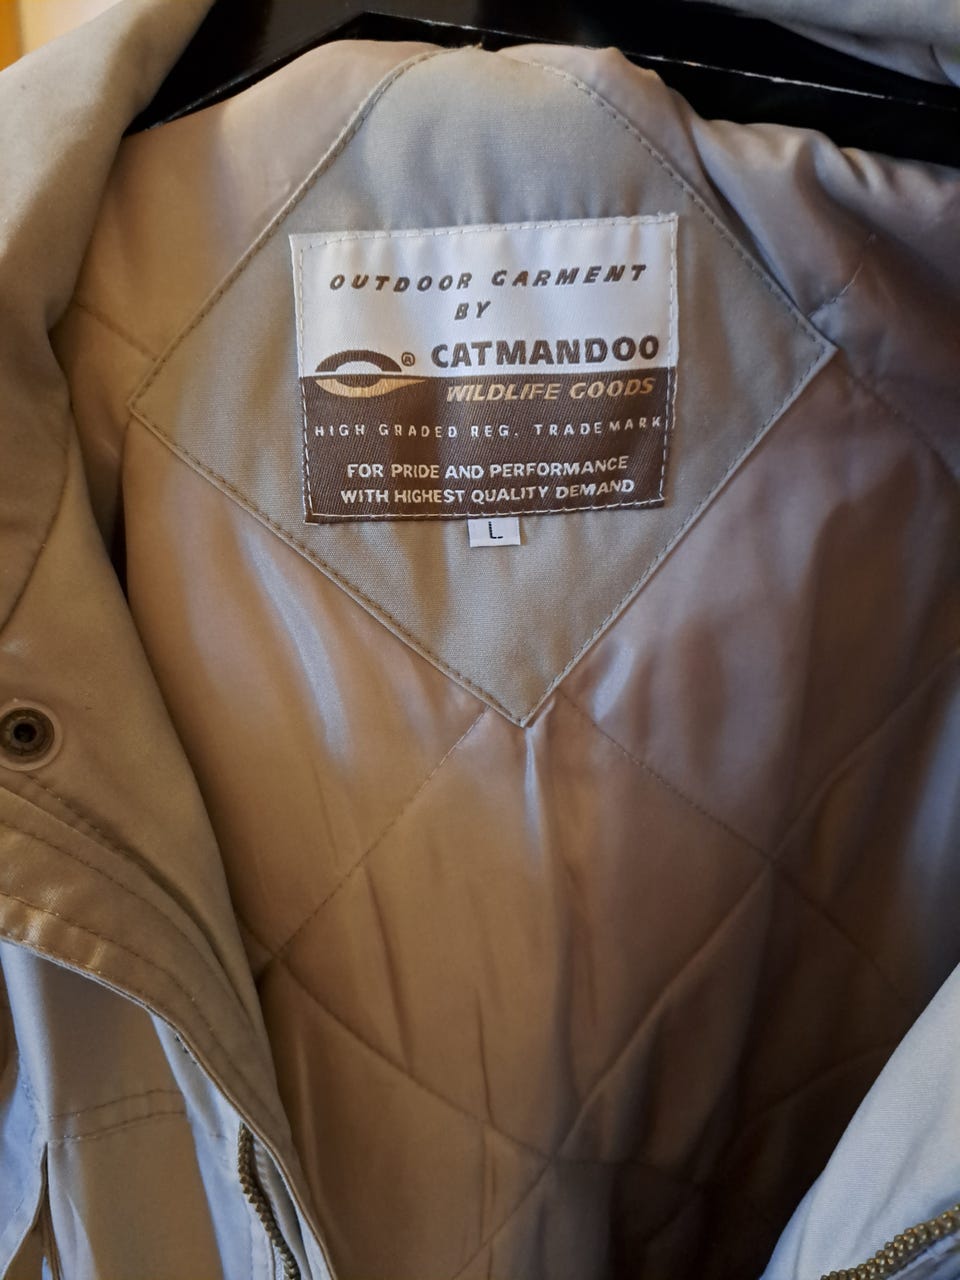 OUTDOOR GARMENT
BY
® CATMANDOO
WILDLIFE GOODS
HIGH GRADED REG. TRADEMARK
FOR PRIDE AND PERFORMANCE
WITH HIGHEST QUALITY DEMAND
L